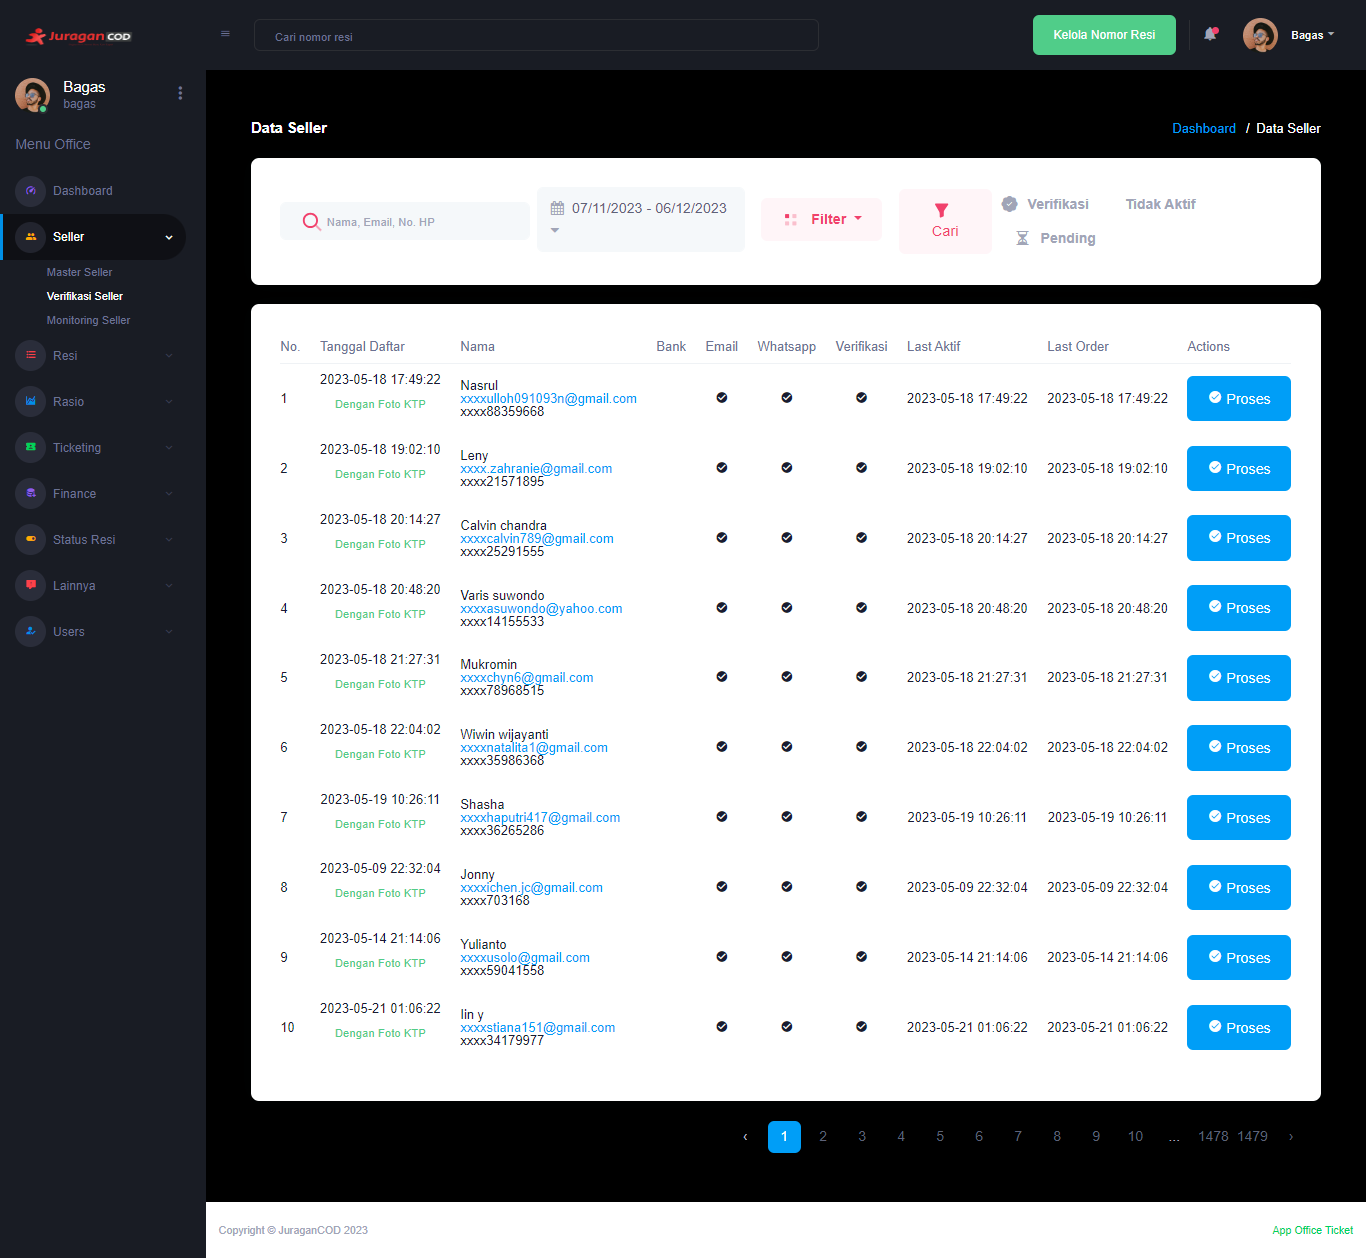 Juragan COD
Cari nomor resi
Kelola Nomor Resi
Bagas
Bagas
bagas
Menu Office
Dashboard
Seller
Master Seller
Verifikasi Seller
Monitoring Seller
Resi
Rasio
Ticketing
Finance
Status Resi
Lainnya
Users
Data Seller
Dashboard / Data Seller
Nama, Email, No. HP
07/11/2023 - 06/12/2023
Filter
Cari
Verifikasi
Tidak Aktif
Pending
No. Tanggal Daftar Nama Bank Email Whatsapp Verifikasi Last Aktif Last Order Actions
1 2023-05-18 17:49:22 Dengan Foto KTP
Nasrul
xxxxulloh091093n@gmail.com
xxxx88359668
2023-05-18 17:49:22 2023-05-18 17:49:22 Proses
2 2023-05-18 19:02:10 Dengan Foto KTP
Leny
xxxx.zahranie@gmail.com
xxxx21571895
2023-05-18 19:02:10 2023-05-18 19:02:10 Proses
3 2023-05-18 20:14:27 Dengan Foto KTP
Calvin chandra
xxxxcalvin789@gmail.com
xxxx25291555
2023-05-18 20:14:27 2023-05-18 20:14:27 Proses
4 2023-05-18 20:48:20 Dengan Foto KTP
Varis suwondo
xxxxasuwondo@yahoo.com
xxxx14155533
2023-05-18 20:48:20 2023-05-18 20:48:20 Proses
5 2023-05-18 21:27:31 Dengan Foto KTP
Mukromin
xxxxchyn6@gmail.com
xxxx78968515
2023-05-18 21:27:31 2023-05-18 21:27:31 Proses
6 2023-05-18 22:04:02 Dengan Foto KTP
Wiwin wijayanti
xxxxnatalita1@gmail.com
xxxx35986368
2023-05-18 22:04:02 2023-05-18 22:04:02 Proses
7 2023-05-19 10:26:11 Dengan Foto KTP
Shasha
xxxxhaputri417@gmail.com
xxxx36265286
2023-05-19 10:26:11 2023-05-19 10:26:11 Proses
8 2023-05-09 22:32:04 Dengan Foto KTP
Jonny
xxxxichen.jc@gmail.com
xxxx703168
2023-05-09 22:32:04 2023-05-09 22:32:04 Proses
9 2023-05-14 21:14:06 Dengan Foto KTP
Yulianto
xxxxusolo@gmail.com
xxxx59041558
2023-05-14 21:14:06 2023-05-14 21:14:06 Proses
10 2023-05-21 01:06:22 Dengan Foto KTP
Iin y
xxxxstiana151@gmail.com
xxxx34179977
2023-05-21 01:06:22 2023-05-21 01:06:22 Proses
‹ 1 2 3 4 5 6 7 8 9 10 ... 1478 1479 ›
Copyright © JuraganCOD 2023
App Office Ticket